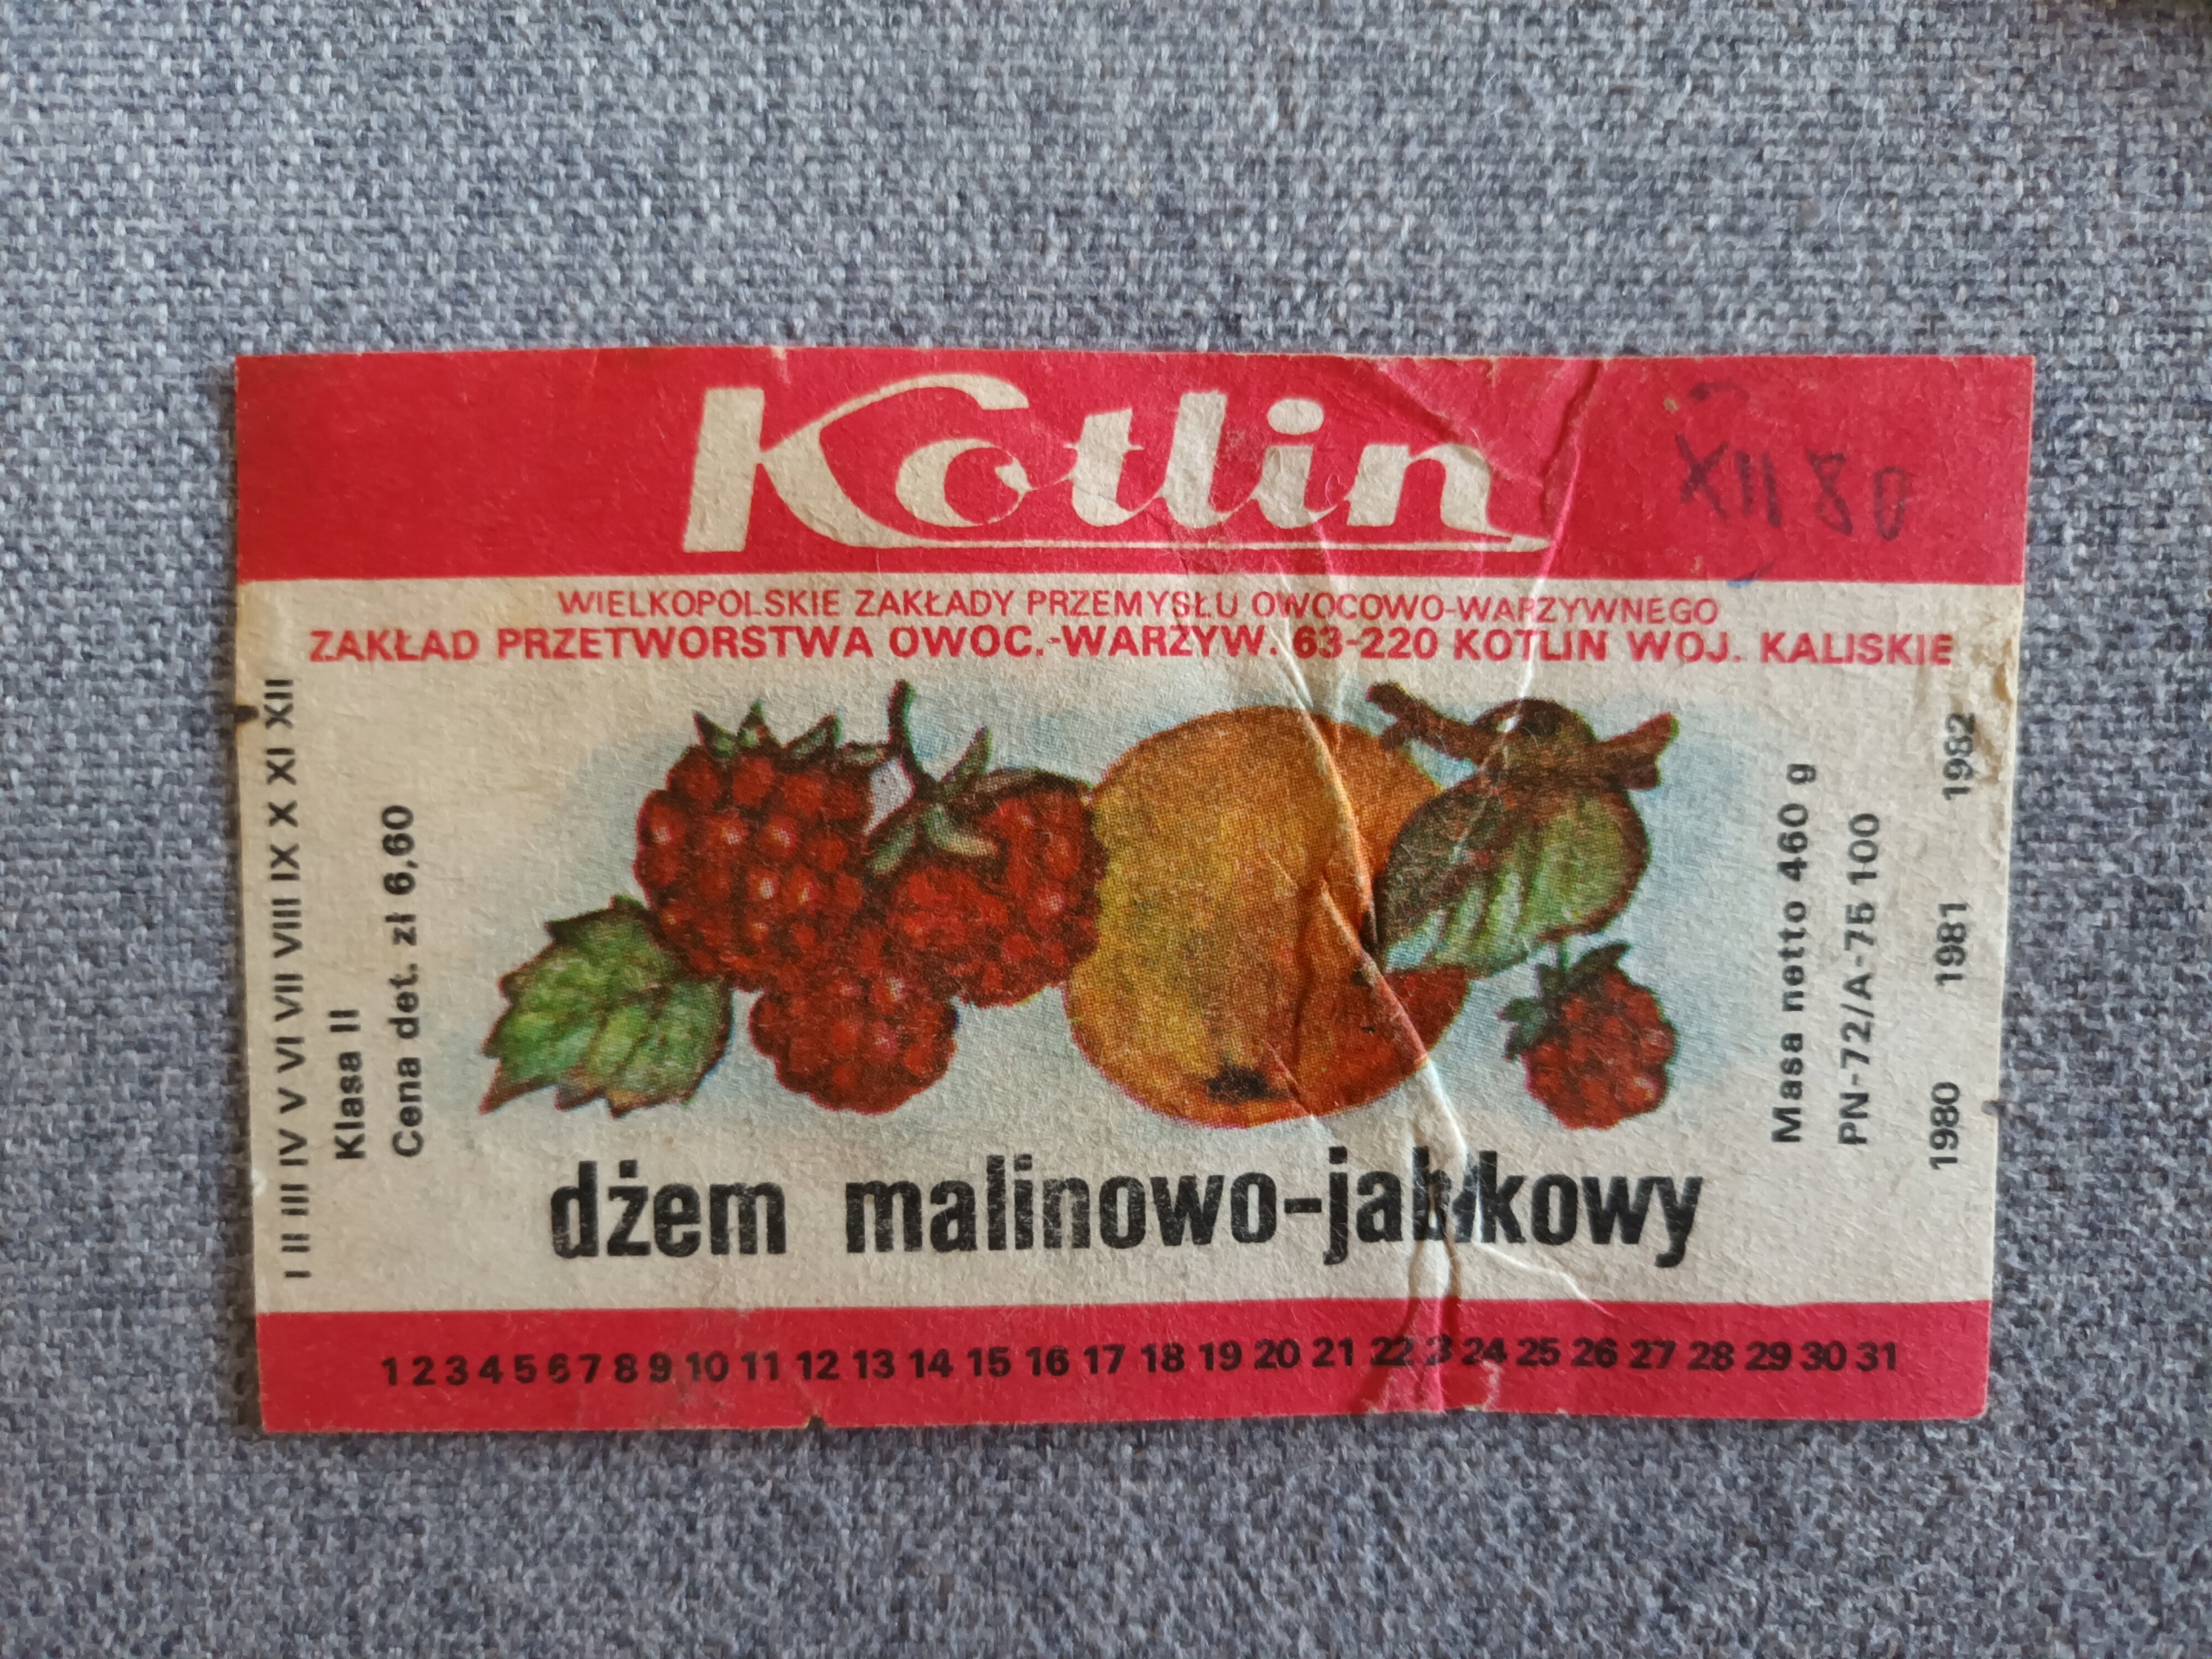 Kotlin
XII 80
WIELKOPOLSKIE ZAKŁADY PRZEMYSŁU OWOCOWO-WARZYWNEGO
ZAKŁAD PRZETWORSTWA OWOC.-WARZYW. 63-220 KOTLIN WOJ. KALISKIE
I II III IV V VI VII VIII IX X XI XII
Klasa II
Cena det. zł 6,60
Masa netto 460 g
PN-72/A-75 100
1980 1981 1982
dżem malinowo-jabłkowy
1 2 3 4 5 6 7 8 9 10 11 12 13 14 15 16 17 18 19 20 21 22 23 24 25 26 27 28 29 30 31